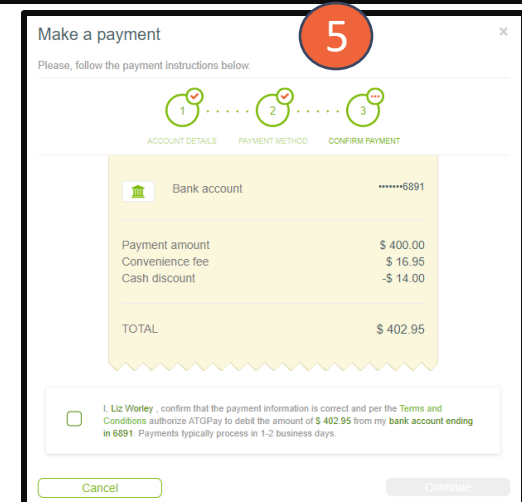 Make a payment
5
×
Please, follow the payment instructions below.
1 2 3
ACCOUNT DETAILS PAYMENT METHOD CONFIRM PAYMENT
Bank account •••••••6891
Payment amount $ 400.00
Convenience fee $ 16.95
Cash discount -$ 14.00
TOTAL $ 402.95
I, Liz Worley , confirm that the payment information is correct and per the Terms and
Conditions authorize ATGPay to debit the amount of $ 402.95 from my bank account ending
in 6891. Payments typically process in 1-2 business days.
Cancel Continue